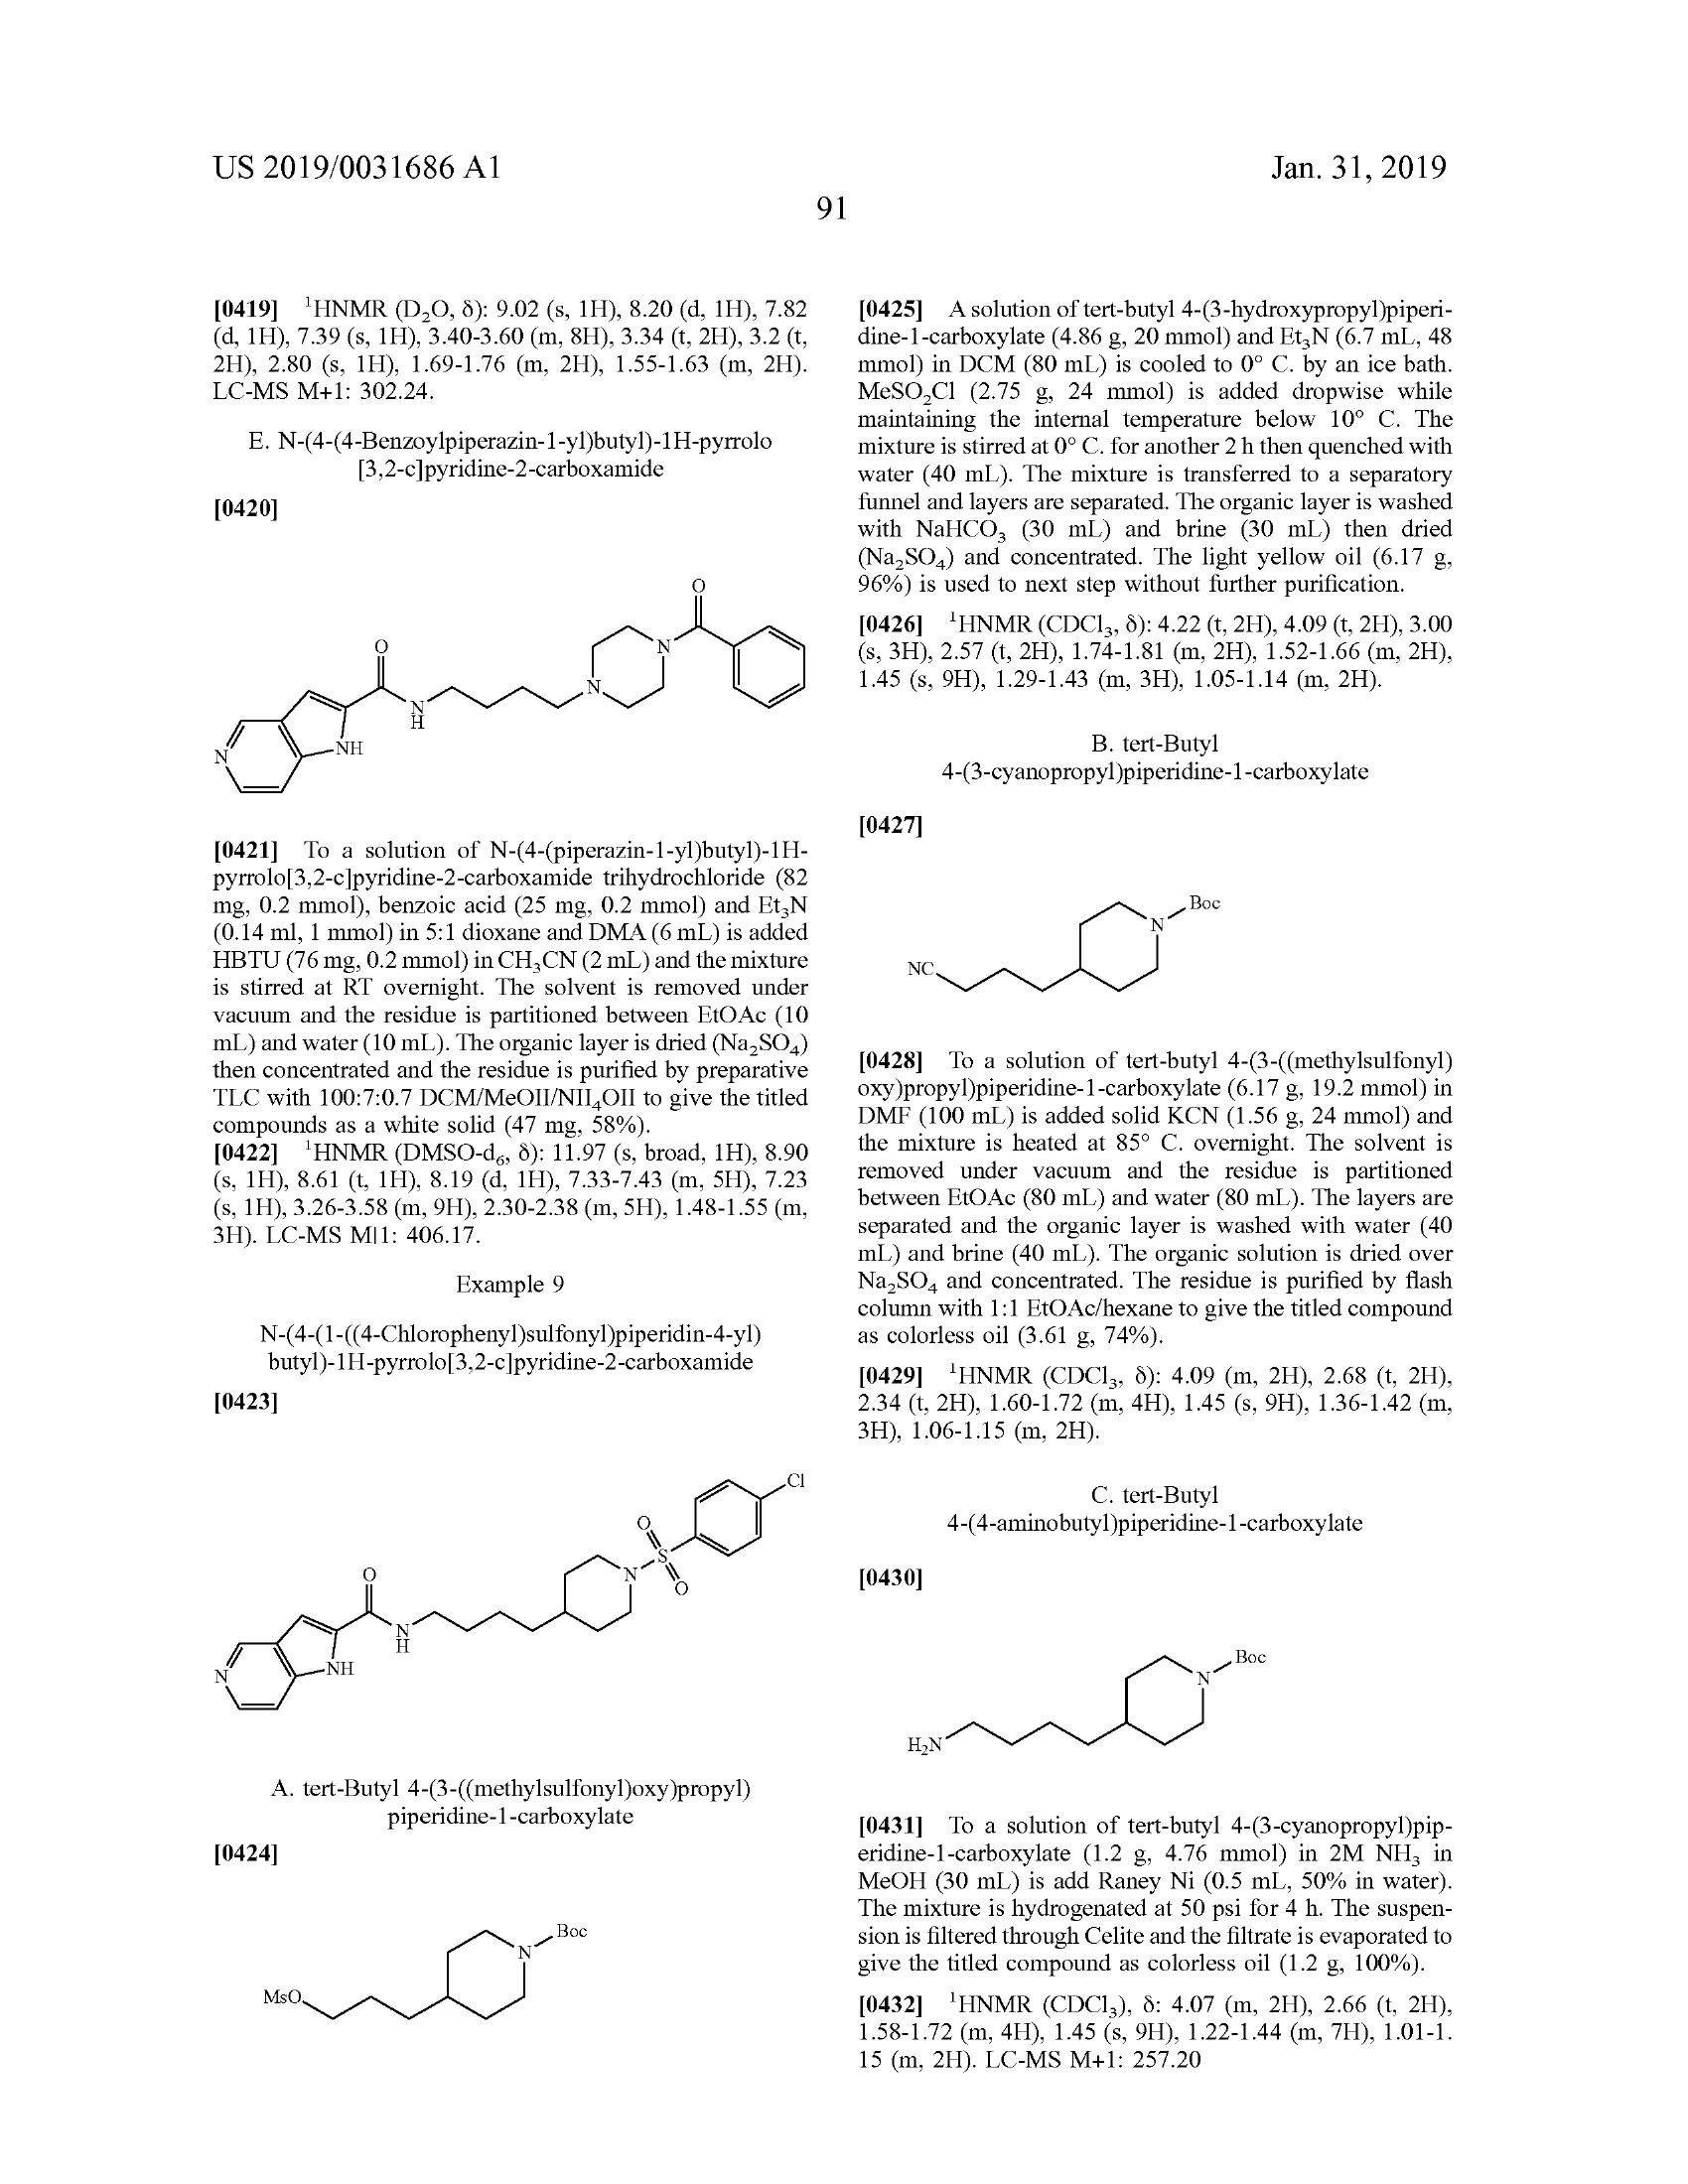 US 2019/0031686 A1
Jan. 31, 2019
91
[0419] ¹HNMR (D₂O, δ): 9.02 (s, 1H), 8.20 (d, 1H), 7.82
(d, 1H), 7.39 (s, 1H), 3.40-3.60 (m, 8H), 3.34 (t, 2H), 3.2 (t,
2H), 2.80 (s, 1H), 1.69-1.76 (m, 2H), 1.55-1.63 (m, 2H).
LC-MS M+1: 302.24.
E. N-(4-(4-Benzoylpiperazin-1-yl)butyl)-1H-pyrrolo
[3,2-c]pyridine-2-carboxamide
[0420]
O
O
N
N
N
H
NH
N
[0421] To a solution of N-(4-(piperazin-1-yl)butyl)-1H-
pyrrolo[3,2-c]pyridine-2-carboxamide trihydrochloride (82
mg, 0.2 mmol), benzoic acid (25 mg, 0.2 mmol) and Et₃N
(0.14 ml, 1 mmol) in 5:1 dioxane and DMA (6 mL) is added
HBTU (76 mg, 0.2 mmol) in CH₃CN (2 mL) and the mixture
is stirred at RT overnight. The solvent is removed under
vacuum and the residue is partitioned between EtOAc (10
mL) and water (10 mL). The organic layer is dried (Na₂SO₄)
then concentrated and the residue is purified by preparative
TLC with 100:7:0.7 DCM/MeOH/NH₄OH to give the titled
compounds as a white solid (47 mg, 58%).
[0422] ¹HNMR (DMSO-d₆, δ): 11.97 (s, broad, 1H), 8.90
(s, 1H), 8.61 (t, 1H), 8.19 (d, 1H), 7.33-7.43 (m, 5H), 7.23
(s, 1H), 3.26-3.58 (m, 9H), 2.30-2.38 (m, 5H), 1.48-1.55 (m,
3H). LC-MS M+1: 406.17.
Example 9
N-(4-(1-((4-Chlorophenyl)sulfonyl)piperidin-4-yl)
butyl)-1H-pyrrolo[3,2-c]pyridine-2-carboxamide
[0423]
Cl
O
S
O
N
O
N
H
NH
N
A. tert-Butyl 4-(3-((methylsulfonyl)oxy)propyl)
piperidine-1-carboxylate
[0424]
Boc
N
MsO
[0425] A solution of tert-butyl 4-(3-hydroxypropyl)piperi-
dine-1-carboxylate (4.86 g, 20 mmol) and Et₃N (6.7 mL, 48
mmol) in DCM (80 mL) is cooled to 0° C. by an ice bath.
MeSO₂Cl (2.75 g, 24 mmol) is added dropwise while
maintaining the internal temperature below 10° C. The
mixture is stirred at 0° C. for another 2 h then quenched with
water (40 mL). The mixture is transferred to a separatory
funnel and layers are separated. The organic layer is washed
with NaHCO₃ (30 mL) and brine (30 mL) then dried
(Na₂SO₄) and concentrated. The light yellow oil (6.17 g,
96%) is used to next step without further purification.
[0426] ¹HNMR (CDCl₃, δ): 4.22 (t, 2H), 4.09 (t, 2H), 3.00
(s, 3H), 2.57 (t, 2H), 1.74-1.81 (m, 2H), 1.52-1.66 (m, 2H),
1.45 (s, 9H), 1.29-1.43 (m, 3H), 1.05-1.14 (m, 2H).
B. tert-Butyl
4-(3-cyanopropyl)piperidine-1-carboxylate
[0427]
Boc
N
NC
[0428] To a solution of tert-butyl 4-(3-((methylsulfonyl)
oxy)propyl)piperidine-1-carboxylate (6.17 g, 19.2 mmol) in
DMF (100 mL) is added solid KCN (1.56 g, 24 mmol) and
the mixture is heated at 85° C. overnight. The solvent is
removed under vacuum and the residue is partitioned
between EtOAc (80 mL) and water (80 mL). The layers are
separated and the organic layer is washed with water (40
mL) and brine (40 mL). The organic solution is dried over
Na₂SO₄ and concentrated. The residue is purified by flash
column with 1:1 EtOAc/hexane to give the titled compound
as colorless oil (3.61 g, 74%).
[0429] ¹HNMR (CDCl₃, δ): 4.09 (m, 2H), 2.68 (t, 2H),
2.34 (t, 2H), 1.60-1.72 (m, 4H), 1.45 (s, 9H), 1.36-1.42 (m,
3H), 1.06-1.15 (m, 2H).
C. tert-Butyl
4-(4-aminobutyl)piperidine-1-carboxylate
[0430]
Boc
N
H₂N
[0431] To a solution of tert-butyl 4-(3-cyanopropyl)pip-
eridine-1-carboxylate (1.2 g, 4.76 mmol) in 2M NH₃ in
MeOH (30 mL) is add Raney Ni (0.5 mL, 50% in water).
The mixture is hydrogenated at 50 psi for 4 h. The suspen-
sion is filtered through Celite and the filtrate is evaporated to
give the titled compound as colorless oil (1.2 g, 100%).
[0432] ¹HNMR (CDCl₃), δ: 4.07 (m, 2H), 2.66 (t, 2H),
1.58-1.72 (m, 4H), 1.45 (s, 9H), 1.22-1.44 (m, 7H), 1.01-1.
15 (m, 2H). LC-MS M+1: 257.20